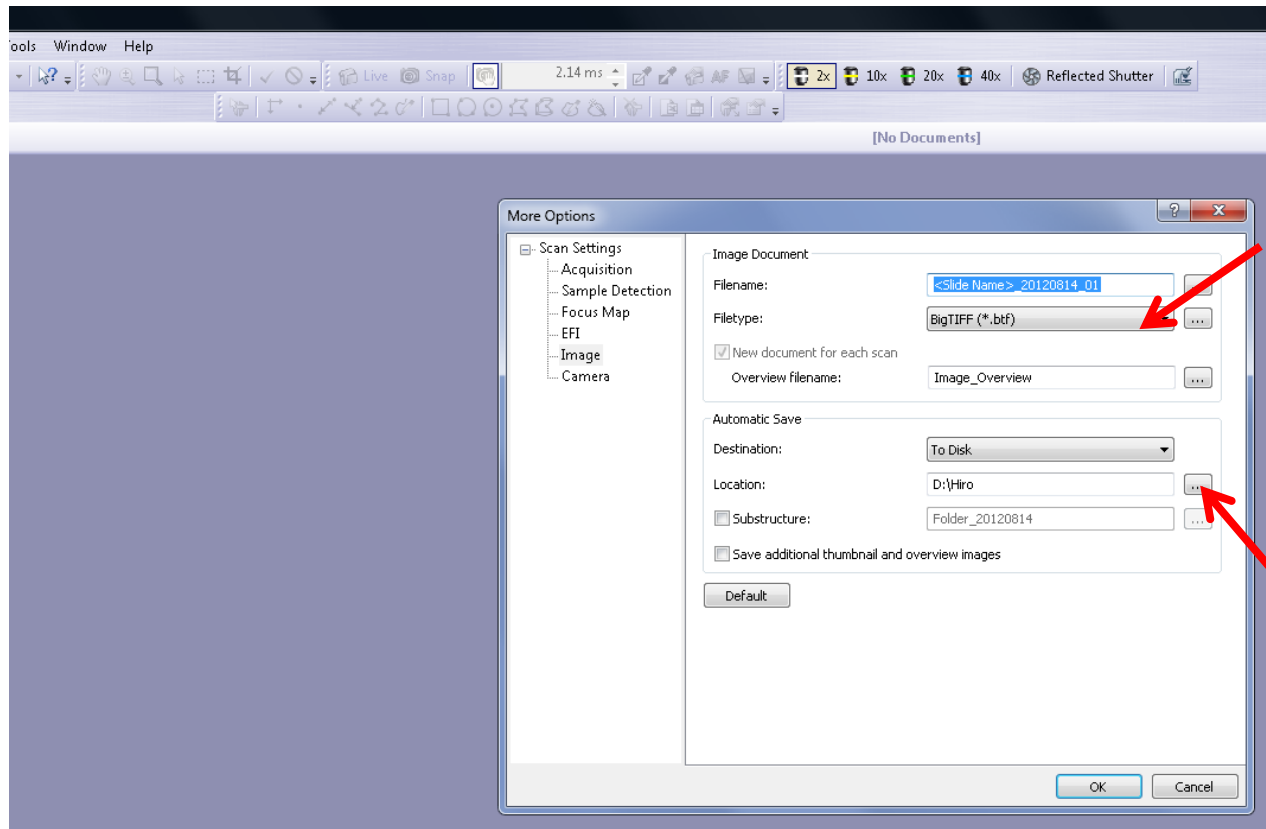 ools Window Help
Live Snap 2.14 ms AF 2x 10x 20x 40x Reflected Shutter
[No Documents]
More Options
Scan Settings
Acquisition
Sample Detection
Focus Map
EFI
Image
Camera
Image Document
Filename: <Slide Name>_20120814_01 ...
Filetype: BigTIFF (*.btf) ...
New document for each scan
Overview filename: Image_Overview ...
Automatic Save
Destination: To Disk
Location: D:\Hiro ...
Substructure: Folder_20120814 ...
Save additional thumbnail and overview images
Default
OK Cancel